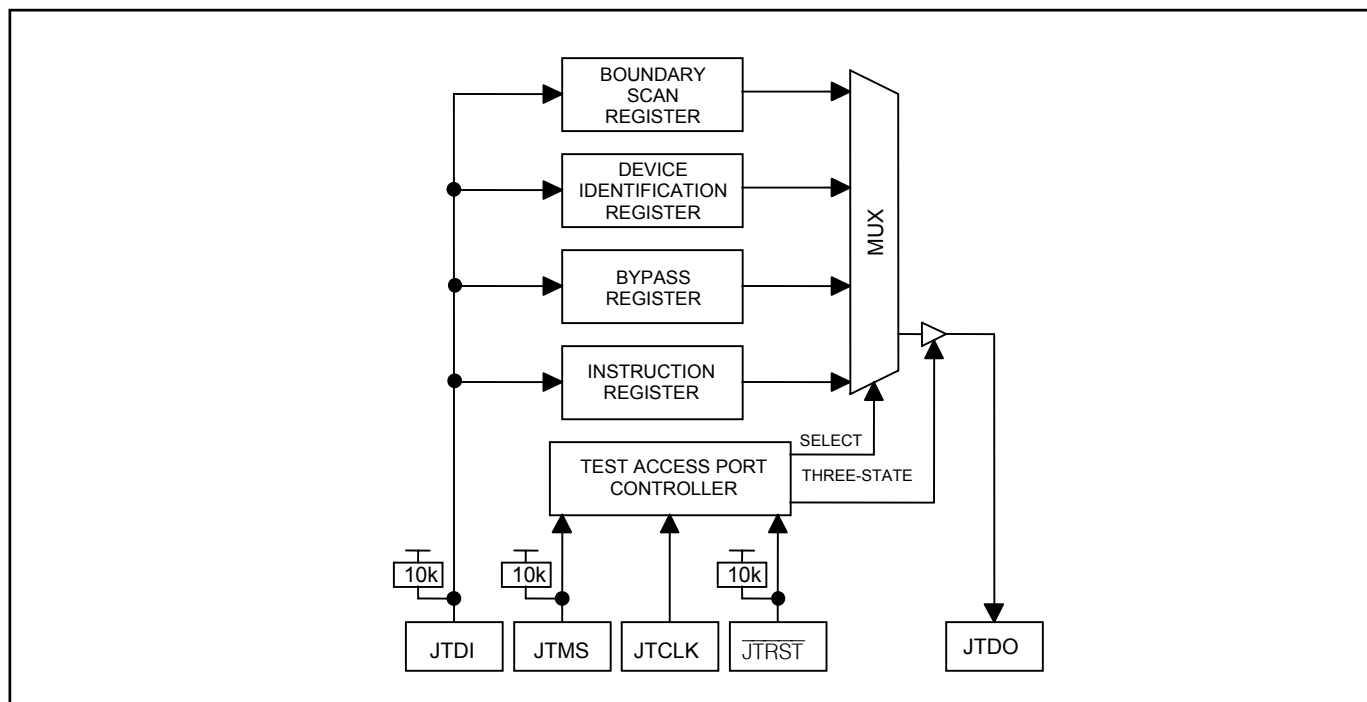 BOUNDARY
SCAN
REGISTER
DEVICE
IDENTIFICATION
REGISTER
BYPASS
REGISTER
INSTRUCTION
REGISTER
MUX
SELECT
TEST ACCESS PORT
CONTROLLER
THREE-STATE
10k
10k
10k
JTDI
JTMS
JTCLK
JTRST
JTDO